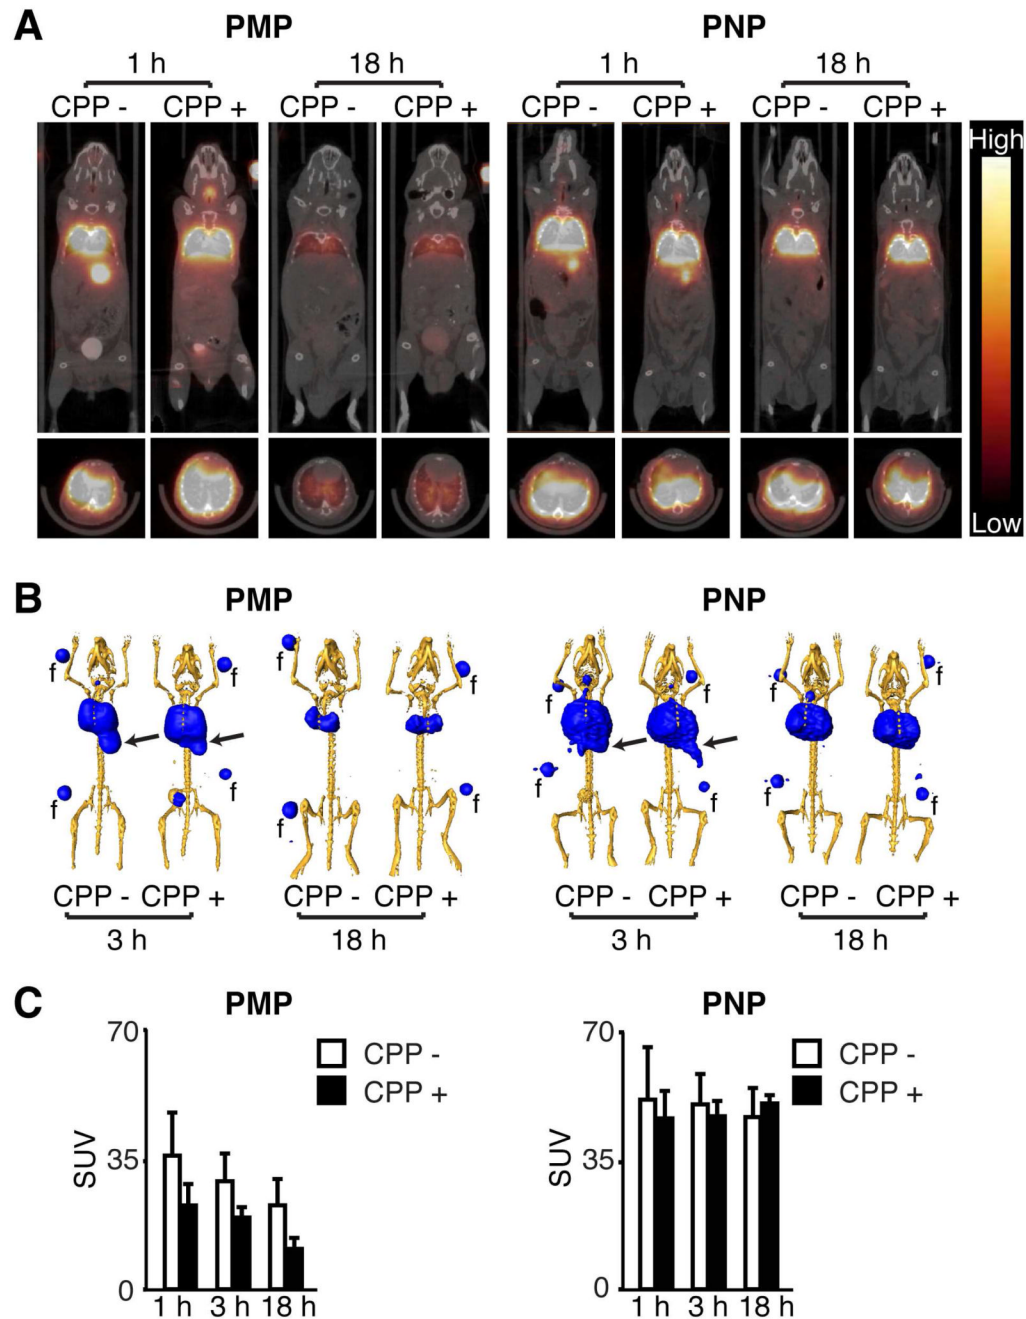 A
PMP PNP
1 h 18 h 1 h 18 h
CPP - CPP + CPP - CPP + CPP - CPP + CPP - CPP +
High
Low
B
PMP PNP
f f f f f f f f
f f f f f f f f
CPP - CPP + CPP - CPP + CPP - CPP + CPP - CPP +
3 h 18 h 3 h 18 h
C
PMP PNP
70 CPP - 70 CPP -
CPP + CPP +
SUV 35 SUV 35
0 0
1 h 3 h 18 h 1 h 3 h 18 h